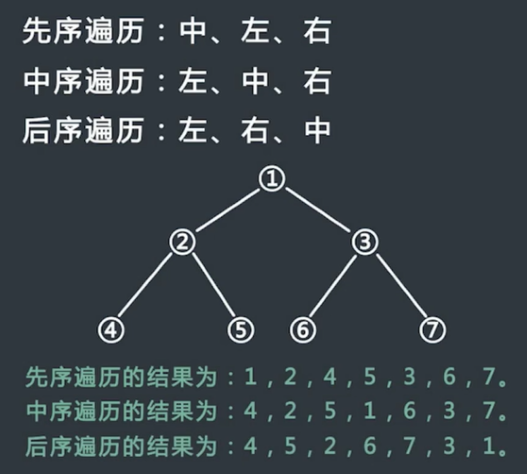 先序遍历：中、左、右
中序遍历：左、中、右
后序遍历：左、右、中
①
② ③
④ ⑤ ⑥ ⑦
先序遍历的结果为：1，2，4，5，3，6，7。
中序遍历的结果为：4，2，5，1，6，3，7。
后序遍历的结果为：4，5，2，6，7，3，1。